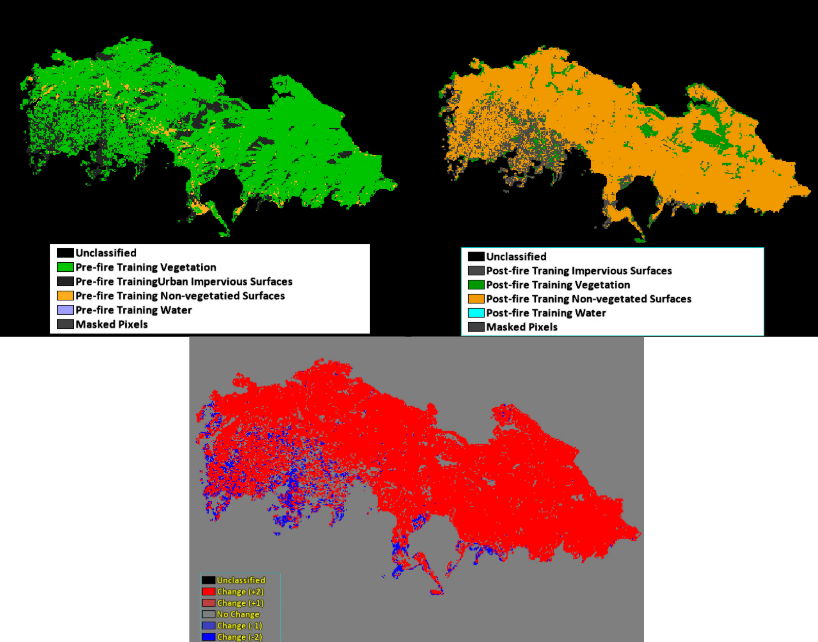 Unclassified
Pre-fire Training Vegetation
Pre-fire TrainingUrban Impervious Surfaces
Pre-fire Training Non-vegetatied Surfaces
Pre-fire Training Water
Masked Pixels
Unclassified
Post-fire Traning Impervious Surfaces
Post-fire Training Vegetation
Post-fire Traning Non-vegetated Surfaces
Post-fire Training Water
Masked Pixels
Unclassified
Change (+2)
Change (+1)
No Change
Change (-1)
Change (-2)